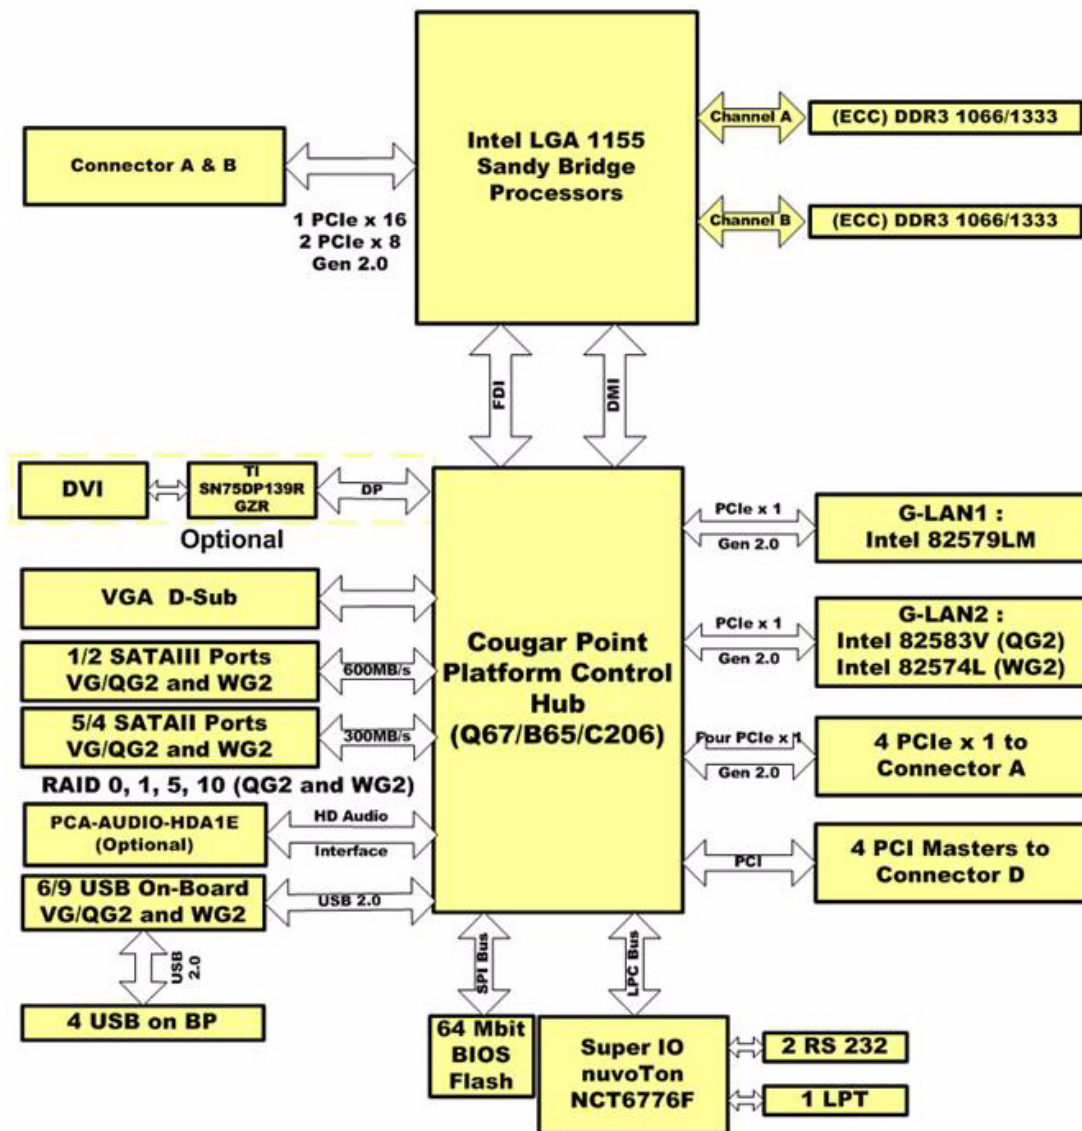 Intel LGA 1155
Sandy Bridge
Processors
Connector A & B
1 PCIe x 16
2 PCIe x 8
Gen 2.0
Channel A
(ECC) DDR3 1066/1333
Channel B
(ECC) DDR3 1066/1333
FDI
DMI
DVI
TI
SN75DP139R
GZR
DP
Optional
VGA D-Sub
1/2 SATAIII Ports
VG/QG2 and WG2
600MB/s
5/4 SATAII Ports
VG/QG2 and WG2
300MB/s
RAID 0, 1, 5, 10 (QG2 and WG2)
PCA-AUDIO-HDA1E
(Optional)
HD Audio
Interface
6/9 USB On-Board
VG/QG2 and WG2
USB 2.0
USB
2.0
4 USB on BP
Cougar Point
Platform Control
Hub
(Q67/B65/C206)
PCIe x 1
Gen 2.0
G-LAN1 :
Intel 82579LM
PCIe x 1
Gen 2.0
G-LAN2 :
Intel 82583V (QG2)
Intel 82574L (WG2)
Four PCIe x 1
Gen 2.0
4 PCIe x 1 to
Connector A
PCI
4 PCI Masters to
Connector D
SPI Bus
LPC Bus
64 Mbit
BIOS
Flash
Super IO
nuvoTon
NCT6776F
2 RS 232
1 LPT